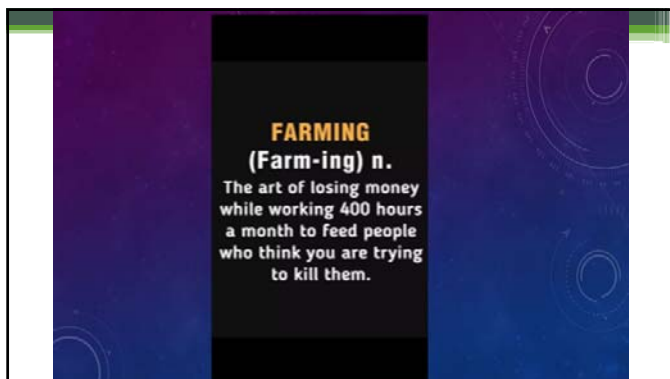 FARMING
(Farm-ing) n.
The art of losing money
while working 400 hours
a month to feed people
who think you are trying
to kill them.